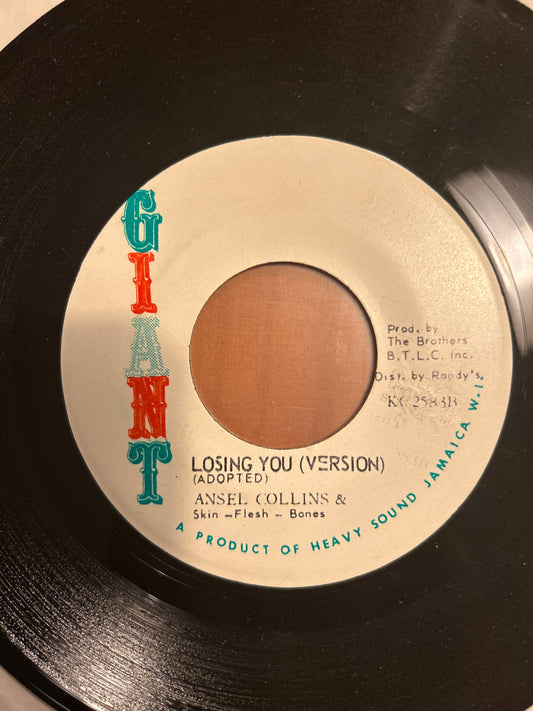 GIANT
Prod. by
The Brothers
B.T.L.C. Inc.
Dist. by Randy's
KC 2583B
LOSING YOU (VERSION)
(ADOPTED)
ANSEL COLLINS &
Skin - Flesh - Bones
A PRODUCT OF HEAVY SOUND JAMAICA W.I.